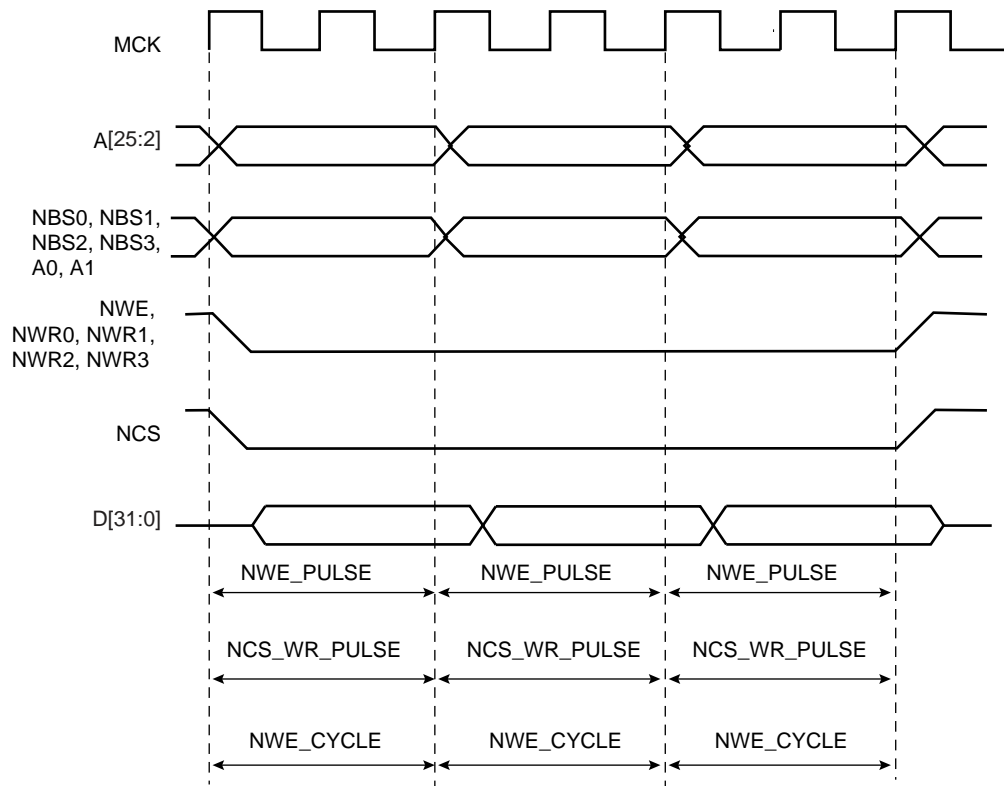 MCK
A[25:2]
NBS0, NBS1,
NBS2, NBS3,
A0, A1
NWE,
NWR0, NWR1,
NWR2, NWR3
NCS
D[31:0]
NWE_PULSE NWE_PULSE NWE_PULSE
NCS_WR_PULSE NCS_WR_PULSE NCS_WR_PULSE
NWE_CYCLE NWE_CYCLE NWE_CYCLE